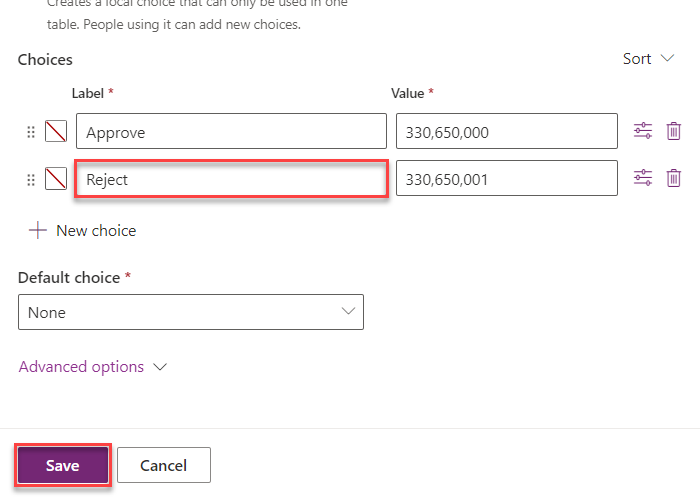 Creates a local choice that can only be used in one
table. People using it can add new choices.
Choices
Sort
Label * Value *
Approve 330,650,000
Reject 330,650,001
New choice
Default choice *
None
Advanced options
Save Cancel